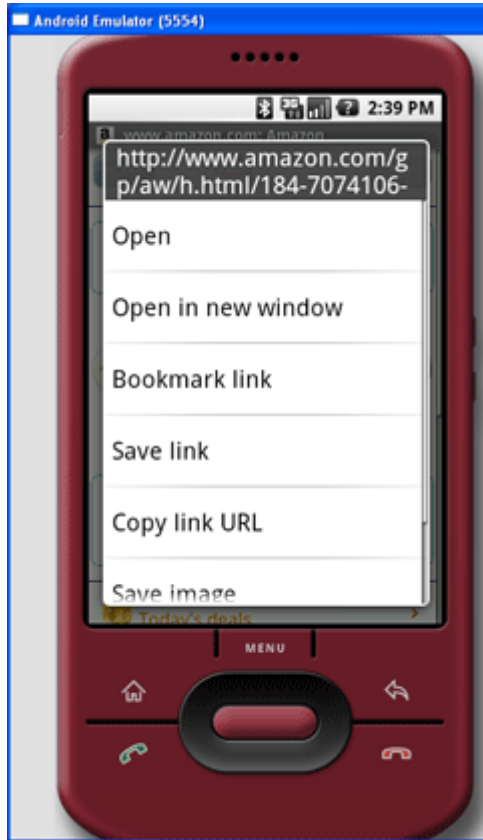 Android Emulator (5554)
3G
2:39 PM
www.amazon.com: Amazon
http://www.amazon.com/g
p/aw/h.html/184-7074106-
Open
Open in new window
Bookmark link
Save link
Copy link URL
Save image
Today's deals
MENU